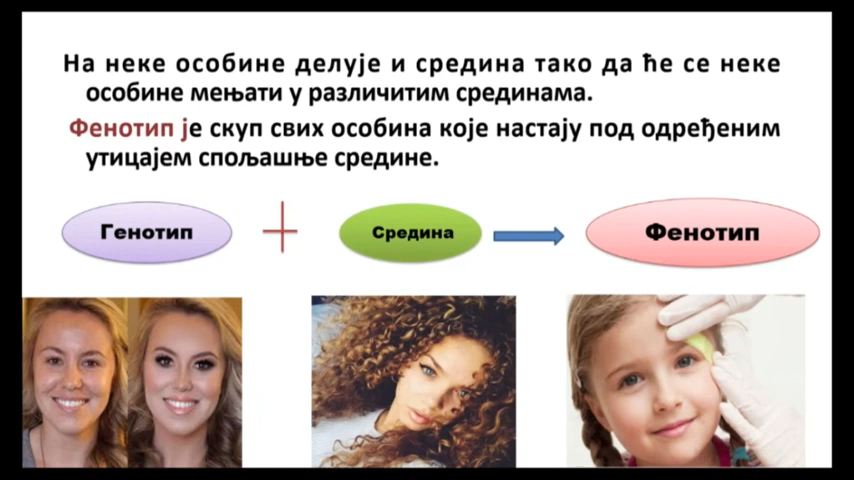 На неке особине делује и средина тако да ће се неке
особине мењати у различитим срединама.
Фенотип је скуп свих особина које настају под одређеним
утицајем спољашње средине.
Генотип
Средина
Фенотип